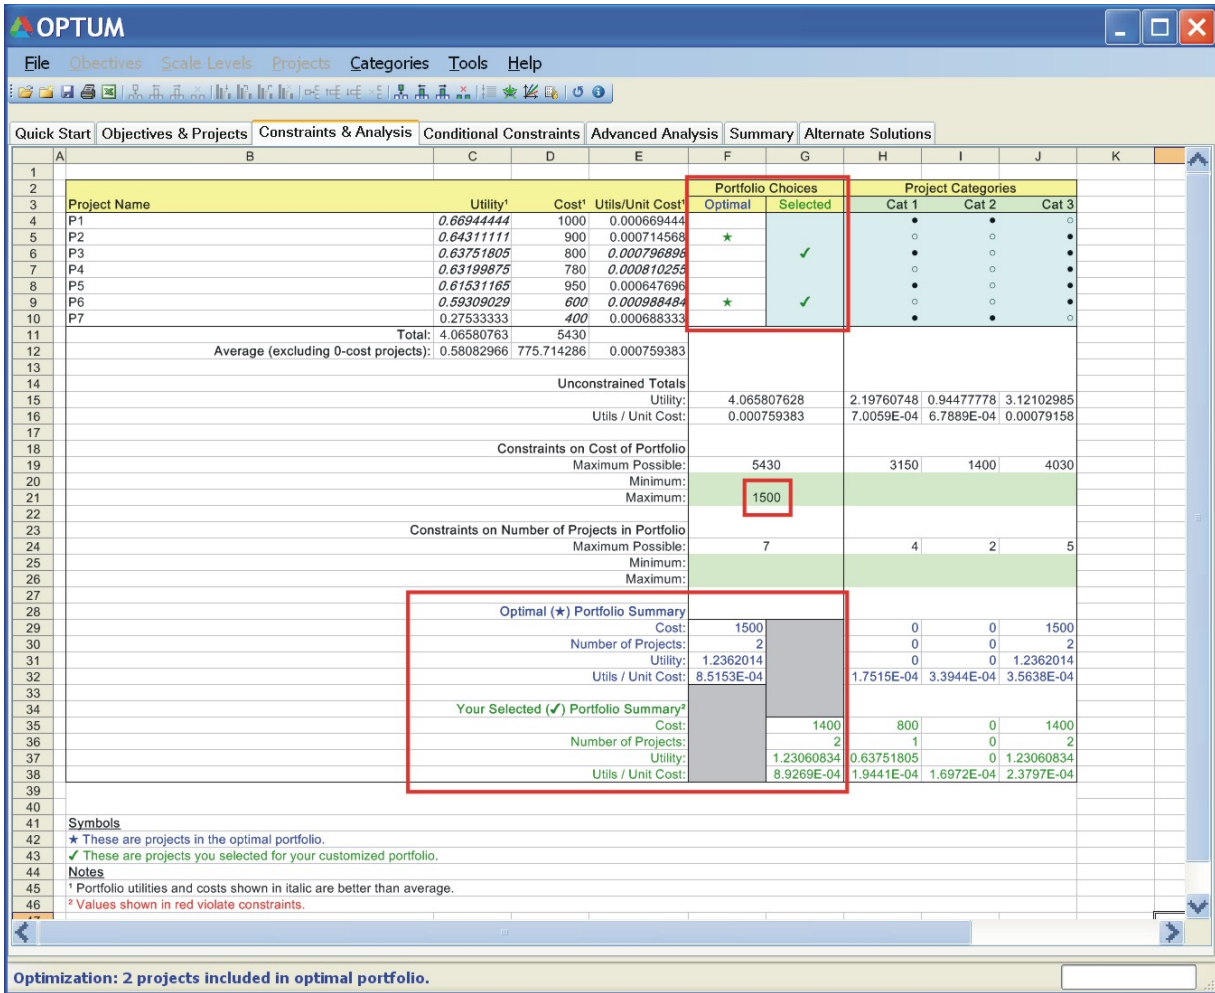 OPTUM
File Obectives Scale Levels Projects Categories Tools Help
Quick Start Objectives & Projects Constraints & Analysis Conditional Constraints Advanced Analysis Summary Alternate Solutions
A B C D E F G H I J K
1
2 Portfolio Choices Project Categories
3 Project Name Utility¹ Cost¹ Utils/Unit Cost¹ Optimal Selected Cat 1 Cat 2 Cat 3
4 P1 0.66944444 1000 0.000669444 ● ● ○
5 P2 0.64311111 900 0.000714568 ★ ○ ○ ●
6 P3 0.63751805 800 0.000796898 ✓ ● ○ ●
7 P4 0.63199875 780 0.000810255 ○ ○ ●
8 P5 0.61531165 950 0.000647696 ● ○ ●
9 P6 0.59309029 600 0.000988484 ★ ✓ ○ ○ ●
10 P7 0.27533333 400 0.000688333 ● ● ○
11 Total: 4.06580763 5430
12 Average (excluding 0-cost projects): 0.58082966 775.714286 0.000759383
13
14 Unconstrained Totals
15 Utility: 4.065807628 2.19760748 0.94477778 3.12102985
16 Utils / Unit Cost: 0.000759383 7.0059E-04 6.7889E-04 0.00079158
17
18 Constraints on Cost of Portfolio
19 Maximum Possible: 5430 3150 1400 4030
20 Minimum:
21 Maximum: 1500
22
23 Constraints on Number of Projects in Portfolio
24 Maximum Possible: 7 4 2 5
25 Minimum:
26 Maximum:
27
28 Optimal (★) Portfolio Summary
29 Cost: 1500 0 0 1500
30 Number of Projects: 2 0 0 2
31 Utility: 1.2362014 0 0 1.2362014
32 Utils / Unit Cost: 8.5153E-04 1.7515E-04 3.3944E-04 3.5638E-04
33
34 Your Selected (✓) Portfolio Summary²
35 Cost: 1400 800 0 1400
36 Number of Projects: 2 1 0 2
37 Utility: 1.23060834 0.63751805 0 1.23060834
38 Utils / Unit Cost: 8.9269E-04 1.9441E-04 1.6972E-04 2.3797E-04
39
40
41 Symbols
42 ★ These are projects in the optimal portfolio.
43 ✓ These are projects you selected for your customized portfolio.
44 Notes
45 ¹ Portfolio utilities and costs shown in italic are better than average.
46 ² Values shown in red violate constraints.
47
Optimization: 2 projects included in optimal portfolio.